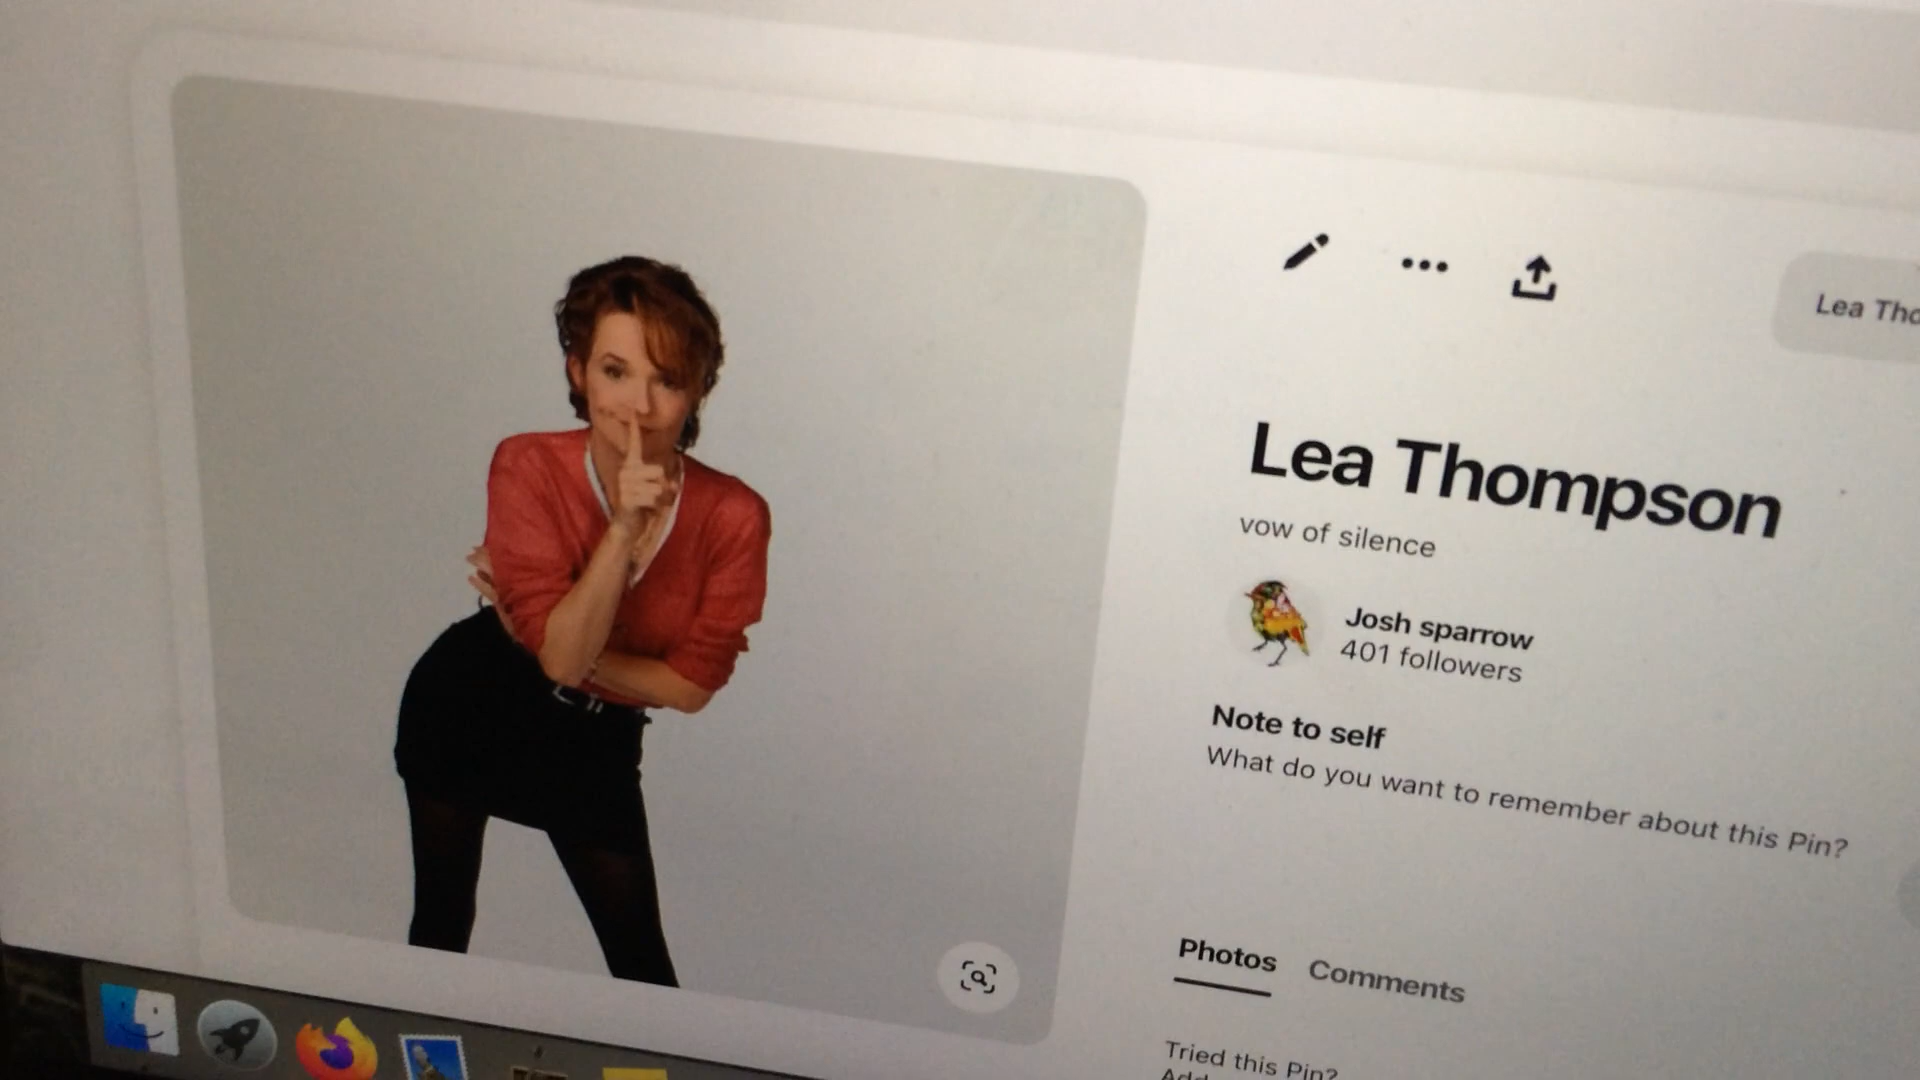 Lea Tho
Lea Thompson
vow of silence
Josh sparrow
401 followers
Note to self
What do you want to remember about this Pin?
Photos
Comments
Tried this Pin?